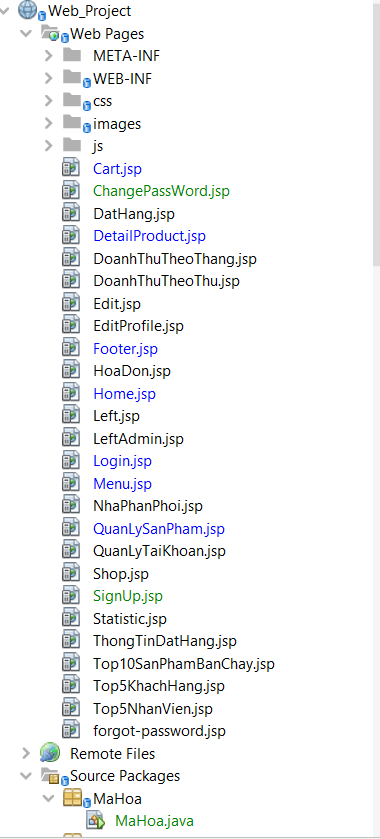 Web_Project
Web Pages
META-INF
WEB-INF
css
images
js
Cart.jsp
ChangePassWord.jsp
DatHang.jsp
DetailProduct.jsp
DoanhThuTheoThang.jsp
DoanhThuTheoThu.jsp
Edit.jsp
EditProfile.jsp
Footer.jsp
HoaDon.jsp
Home.jsp
Left.jsp
LeftAdmin.jsp
Login.jsp
Menu.jsp
NhaPhanPhoi.jsp
QuanLySanPham.jsp
QuanLyTaiKhoan.jsp
Shop.jsp
SignUp.jsp
Statistic.jsp
ThongTinDatHang.jsp
Top10SanPhamBanChay.jsp
Top5KhachHang.jsp
Top5NhanVien.jsp
forgot-password.jsp
Remote Files
Source Packages
MaHoa
MaHoa.java